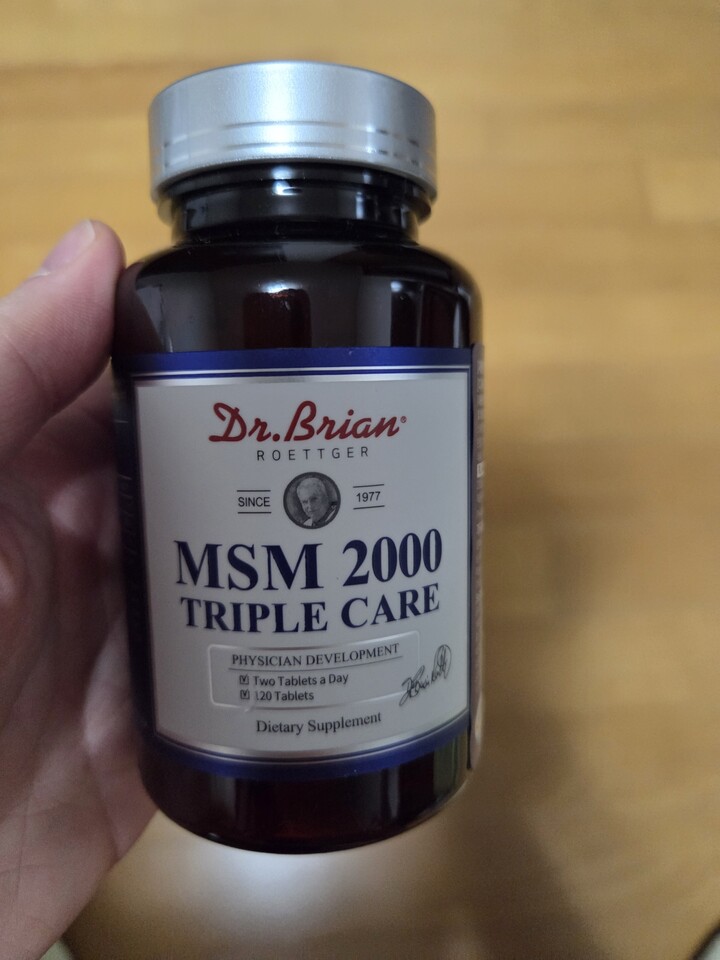 Dr.Brian®
ROETTGER
SINCE 1977
MSM 2000
TRIPLE CARE
PHYSICIAN DEVELOPMENT
☑ Two Tablets a Day
☑ 120 Tablets
Dietary Supplement